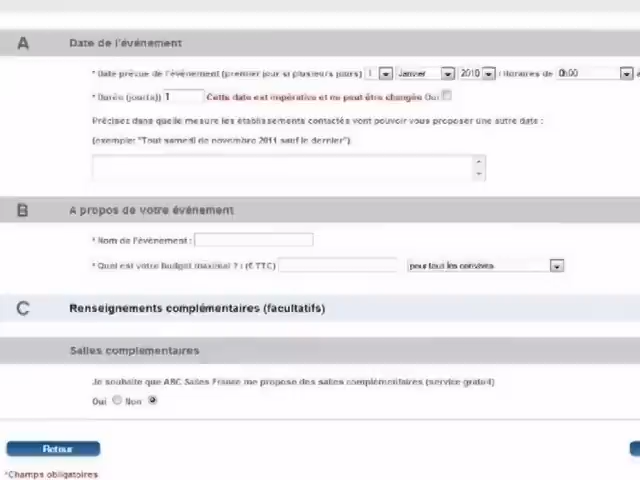 A Date de l'événement
* Date prévue de l'événement (premier jour si plusieurs jours) 1 Janvier 2010 Horaires de 0h00 à
* Durée (jour(s)) 1 Cette date est impérative et ne peut être changée Oui
Précisez dans quelle mesure les établissements contactés vont pouvoir vous proposer une autre date :
(exemple: "Tout samedi de novembre 2011 sauf le dernier")
B A propos de votre événement
* Nom de l'évènement :
* Quel est votre budget maximal ? : (€ TTC) pour tous les convives
C Renseignements complémentaires (facultatifs)
Salles complémentaires
Je souhaite que ABC Salles France me propose des salles complémentaires (service gratuit)
Oui Non
Retour
*Champs obligatoires